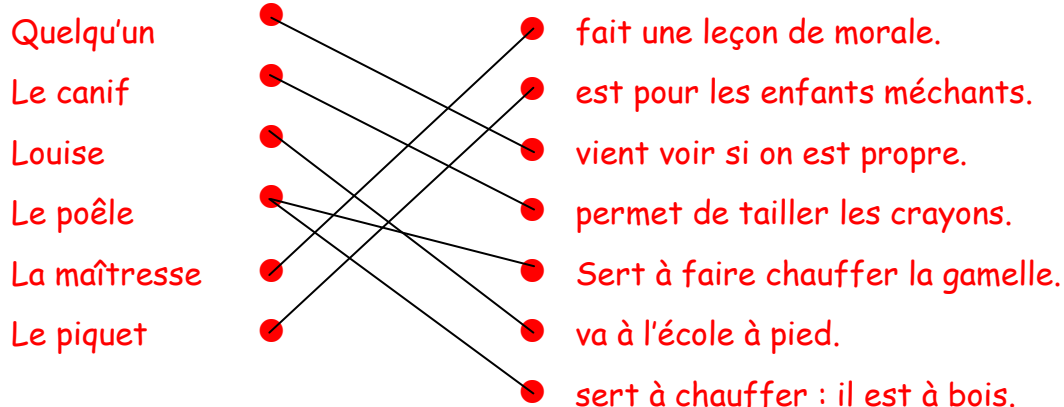 Quelqu'un fait une leçon de morale.
Le canif est pour les enfants méchants.
Louise vient voir si on est propre.
Le poêle permet de tailler les crayons.
La maîtresse Sert à faire chauffer la gamelle.
Le piquet va à l'école à pied.
sert à chauffer : il est à bois.